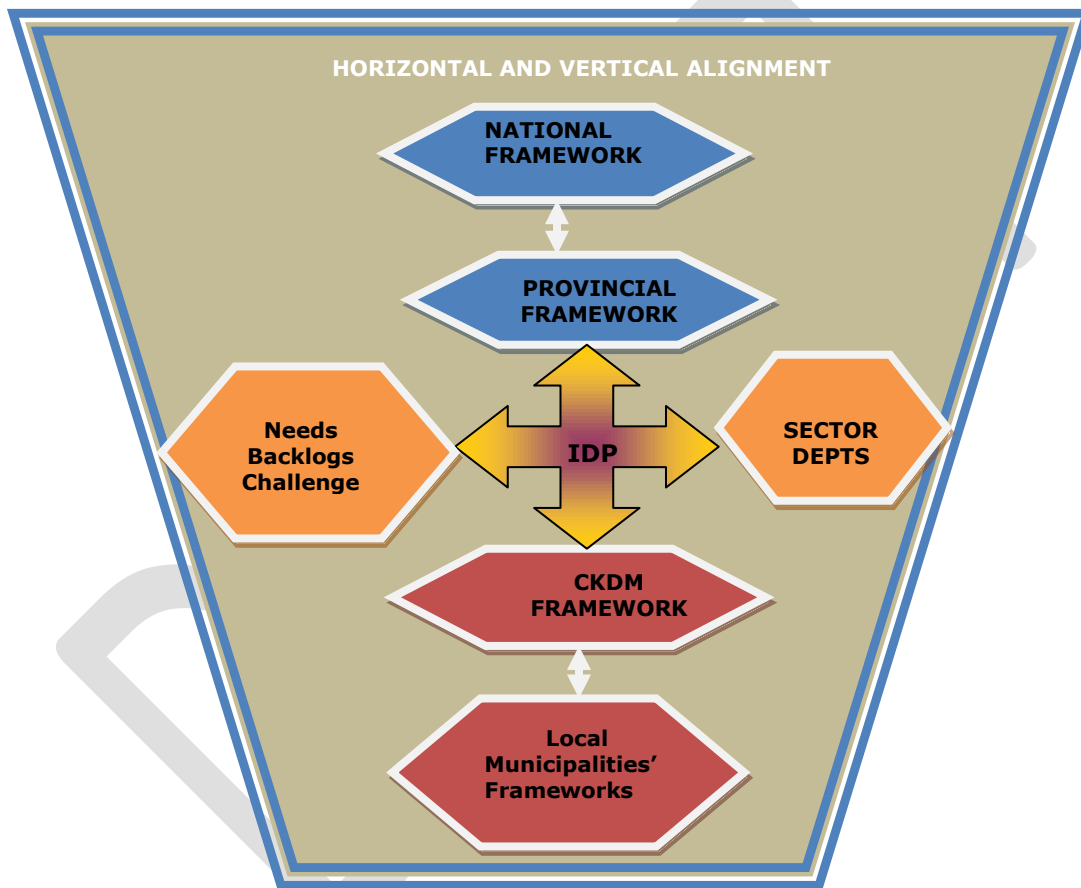 HORIZONTAL AND VERTICAL ALIGNMENT
NATIONAL
FRAMEWORK
PROVINCIAL
FRAMEWORK
Needs
Backlogs
Challenge
IDP
SECTOR
DEPTS
CKDM
FRAMEWORK
Local
Municipalities’
Frameworks